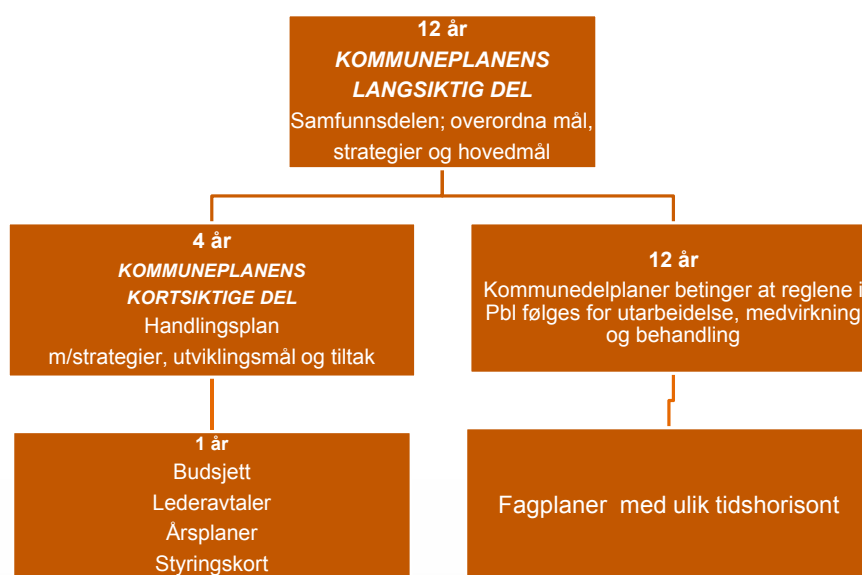 12 år
KOMMUNEPLANENS
LANGSIKTIG DEL
Samfunnsdelen; overordna mål,
strategier og hovedmål
4 år
KOMMUNEPLANENS
KORTSIKTIGE DEL
Handlingsplan
m/strategier, utviklingsmål og tiltak
12 år
Kommunedelplaner betinger at reglene i
Pbl følges for utarbeidelse, medvirkning
og behandling
1 år
Budsjett
Lederavtaler
Årsplaner
Styringskort
Fagplaner med ulik tidshorisont